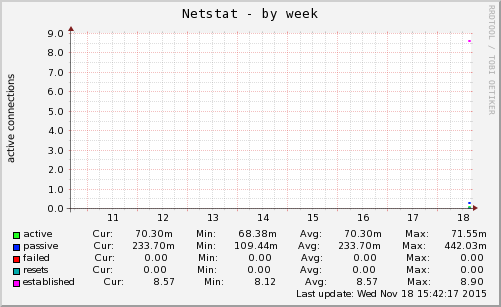 Netstat - by week
RRDTOOL / TOBI OETIKER
active connections
9.0
8.0
7.0
6.0
5.0
4.0
3.0
2.0
1.0
0.0
11 12 13 14 15 16 17 18
active Cur: 70.30m Min: 68.38m Avg: 70.30m Max: 71.55m
passive Cur: 233.70m Min: 109.44m Avg: 233.70m Max: 442.03m
failed Cur: 0.00 Min: 0.00 Avg: 0.00 Max: 0.00
resets Cur: 0.00 Min: 0.00 Avg: 0.00 Max: 0.00
established Cur: 8.57 Min: 8.12 Avg: 8.57 Max: 8.90
Last update: Wed Nov 18 15:42:17 2015